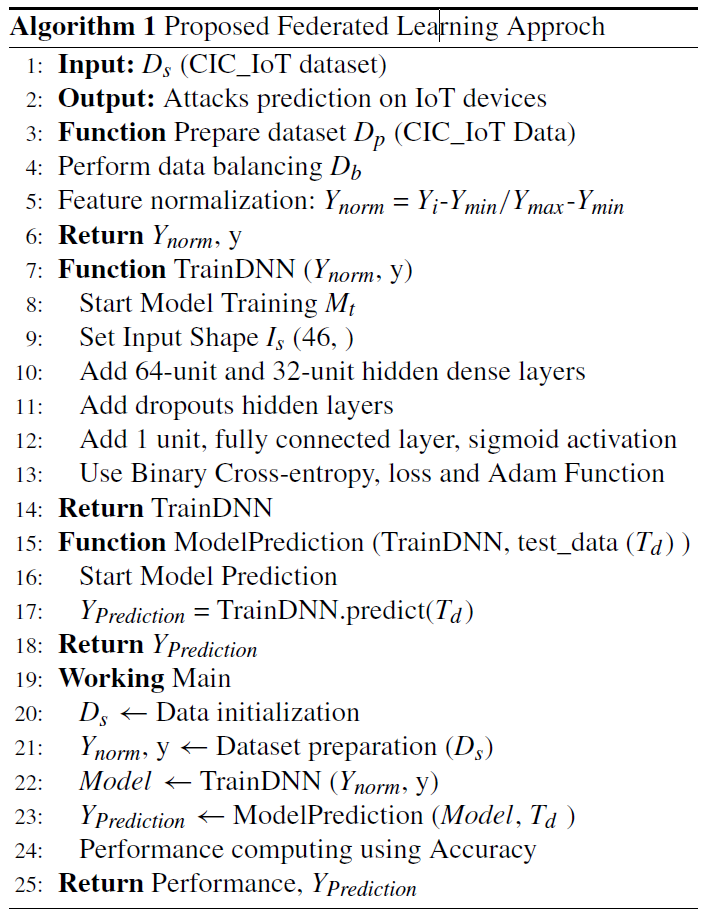 Algorithm 1 Proposed Federated Learning Approch
1: Input: Ds (CIC_IoT dataset)
2: Output: Attacks prediction on IoT devices
3: Function Prepare dataset Dp (CIC_IoT Data)
4: Perform data balancing Db
5: Feature normalization: Ynorm = Yi-Ymin/Ymax-Ymin
6: Return Ynorm, y
7: Function TrainDNN (Ynorm, y)
8: Start Model Training Mt
9: Set Input Shape Is (46, )
10: Add 64-unit and 32-unit hidden dense layers
11: Add dropouts hidden layers
12: Add 1 unit, fully connected layer, sigmoid activation
13: Use Binary Cross-entropy, loss and Adam Function
14: Return TrainDNN
15: Function ModelPrediction (TrainDNN, test_data (Td) )
16: Start Model Prediction
17: YPrediction = TrainDNN.predict(Td)
18: Return YPrediction
19: Working Main
20: Ds ← Data initialization
21: Ynorm, y ← Dataset preparation (Ds)
22: Model ← TrainDNN (Ynorm, y)
23: YPrediction ← ModelPrediction (Model, Td )
24: Performance computing using Accuracy
25: Return Performance, YPrediction